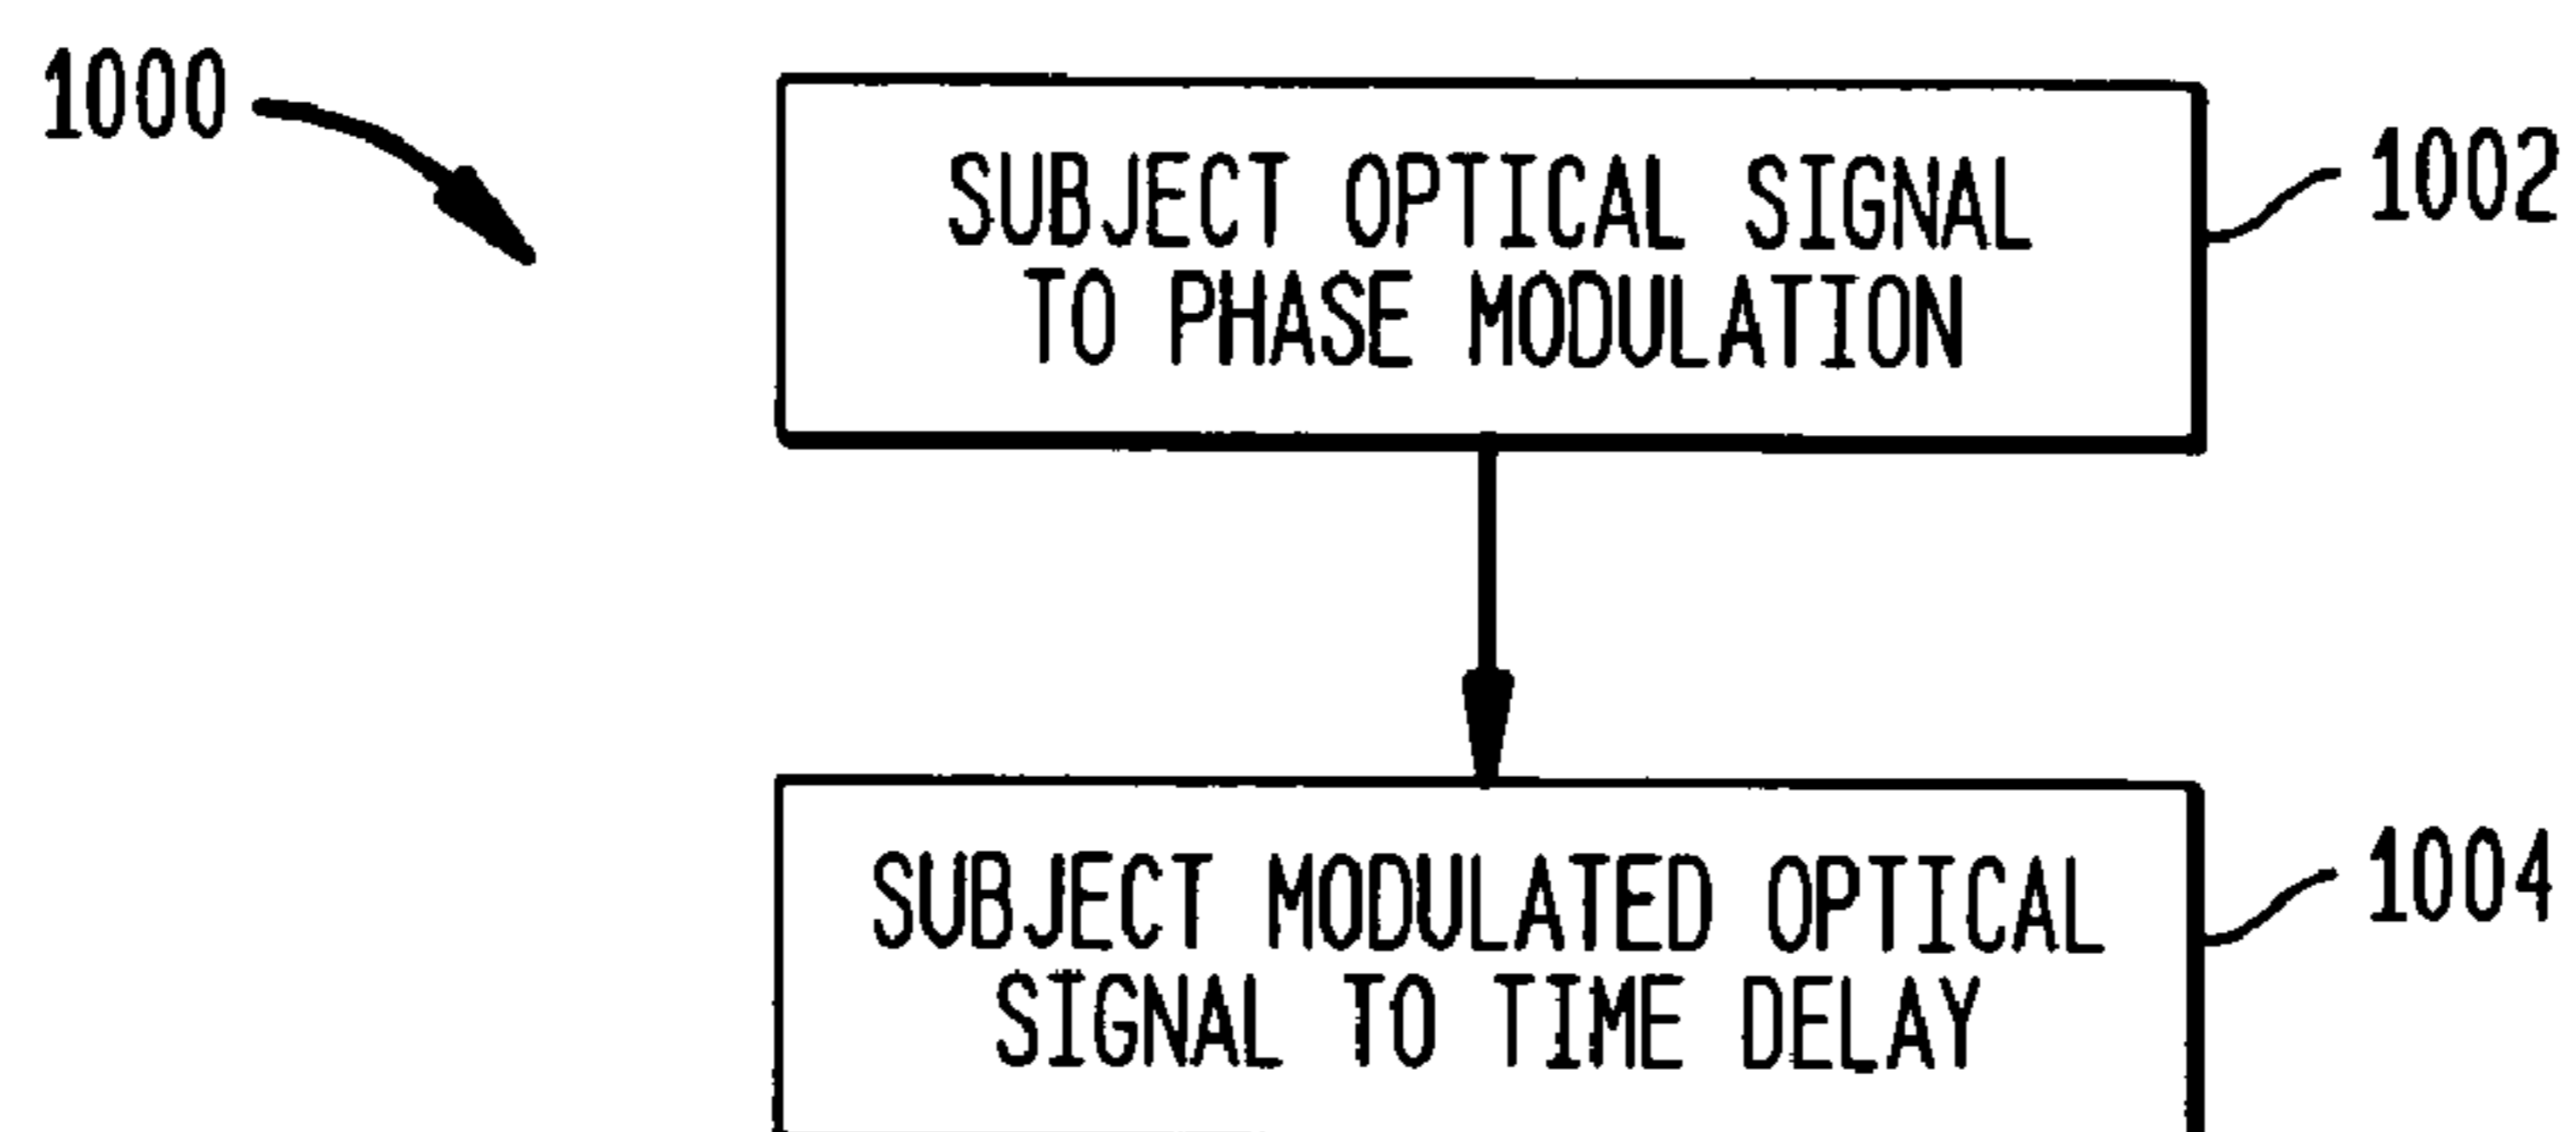 1000
SUBJECT OPTICAL SIGNAL
TO PHASE MODULATION
1002
SUBJECT MODULATED OPTICAL
SIGNAL TO TIME DELAY
1004